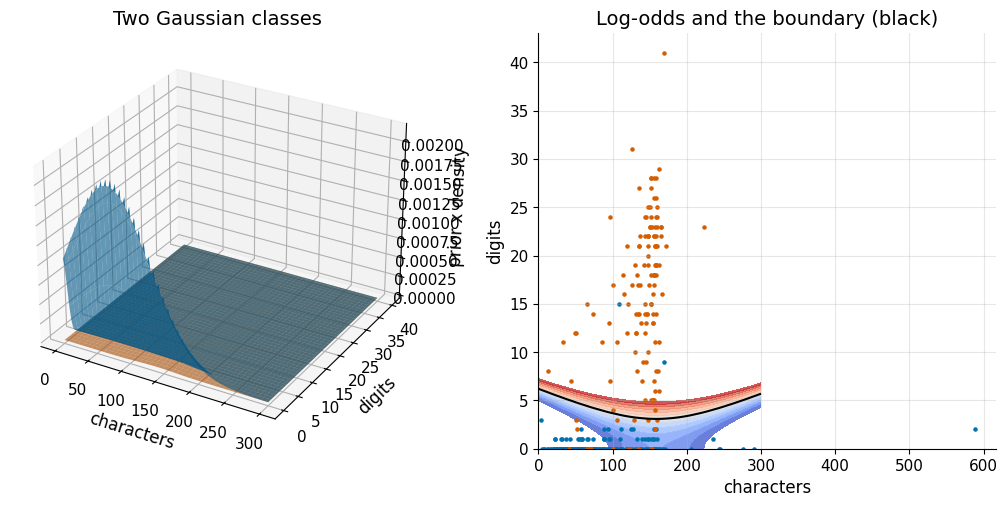 Two Gaussian classes
0.00200
0.00175
0.00150
0.00125
0.00100
0.00075
0.00050
0.00025
0.00000
prior x density
0 50 100 150 200 250 300
characters
0 5 10 15 20 25 30 35 40
digits
Log-odds and the boundary (black)
40
35
30
25
20
15
10
5
0
digits
0 100 200 300 400 500 600
characters